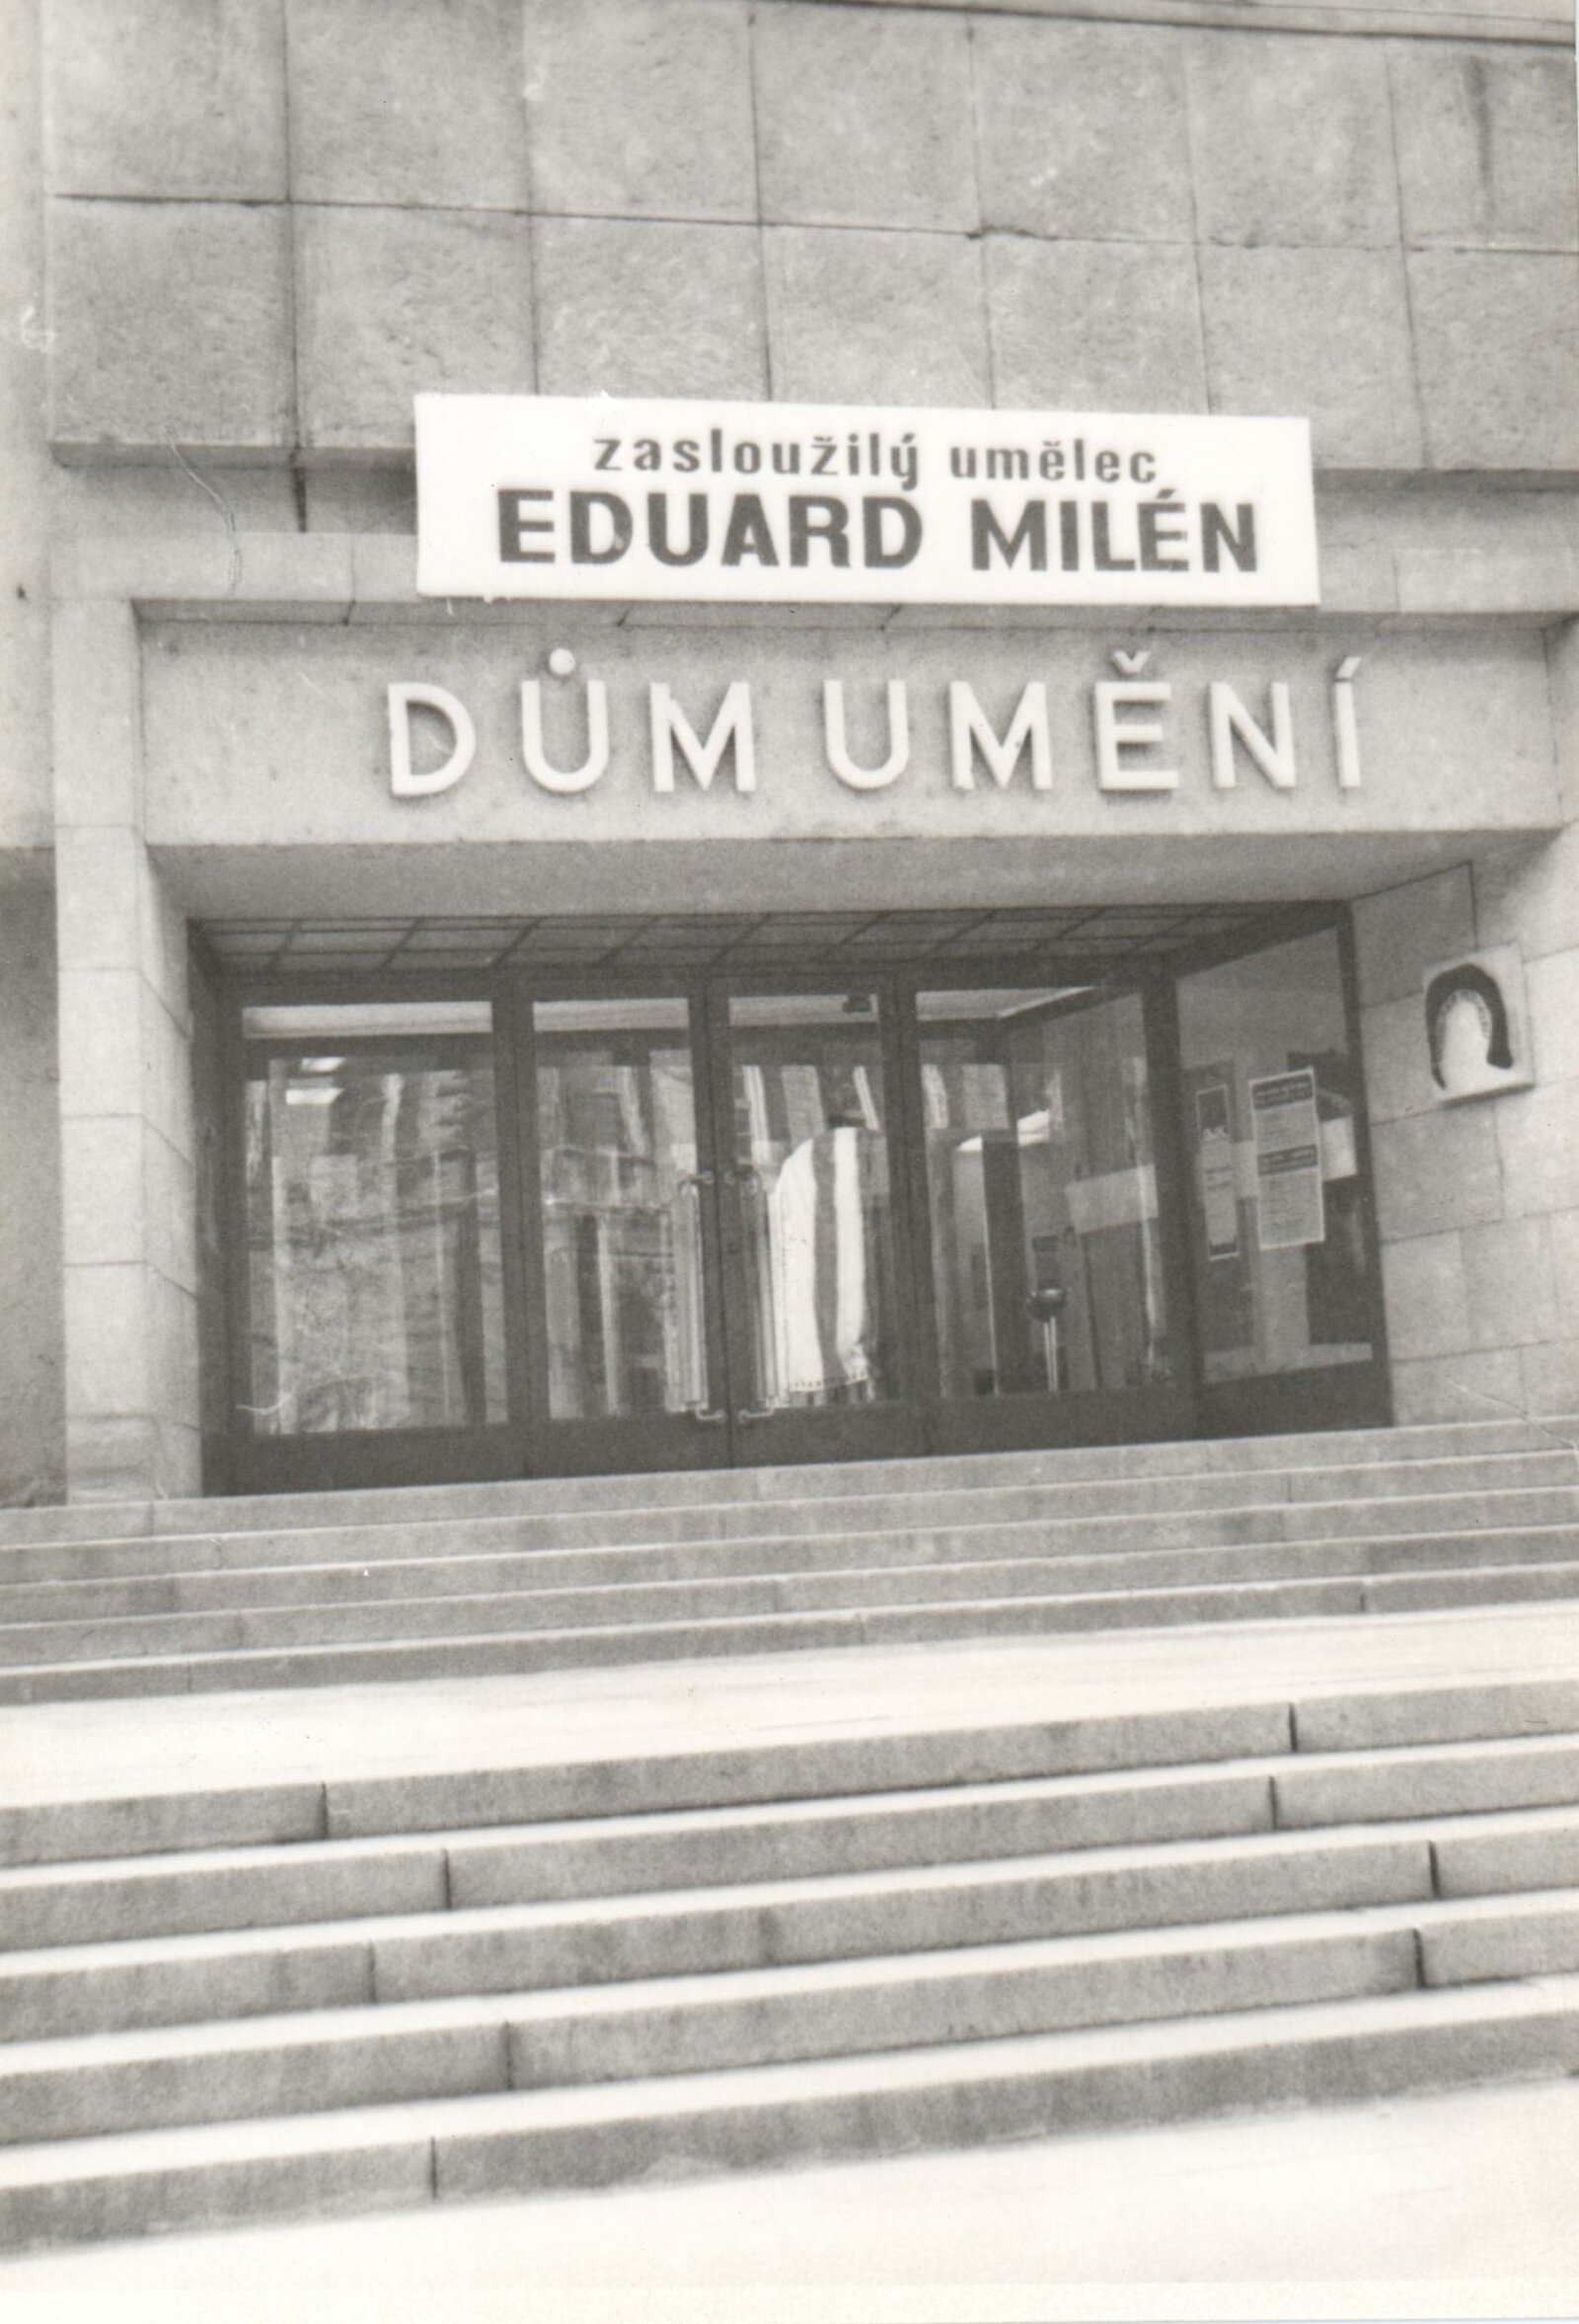 zasloužilý umělec
EDUARD MILÉN
DŮM UMĚNÍ